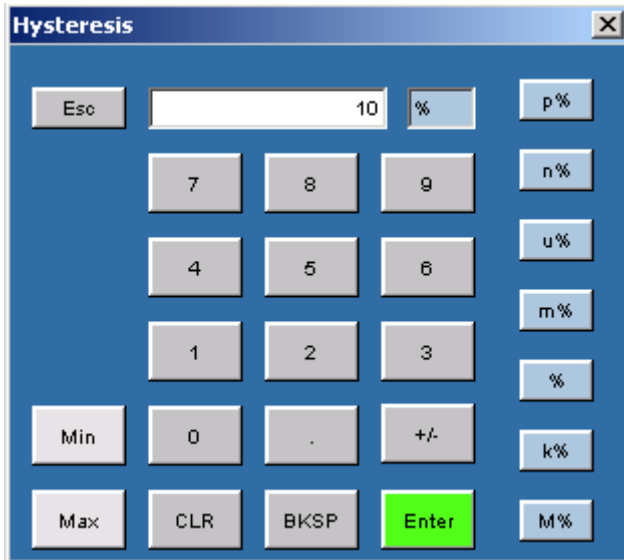 Hysteresis
Esc 10 % p%
7 8 9 n%
4 5 6 u%
m%
1 2 3
%
Min 0 . +/-
k%
Max CLR BKSP Enter M%